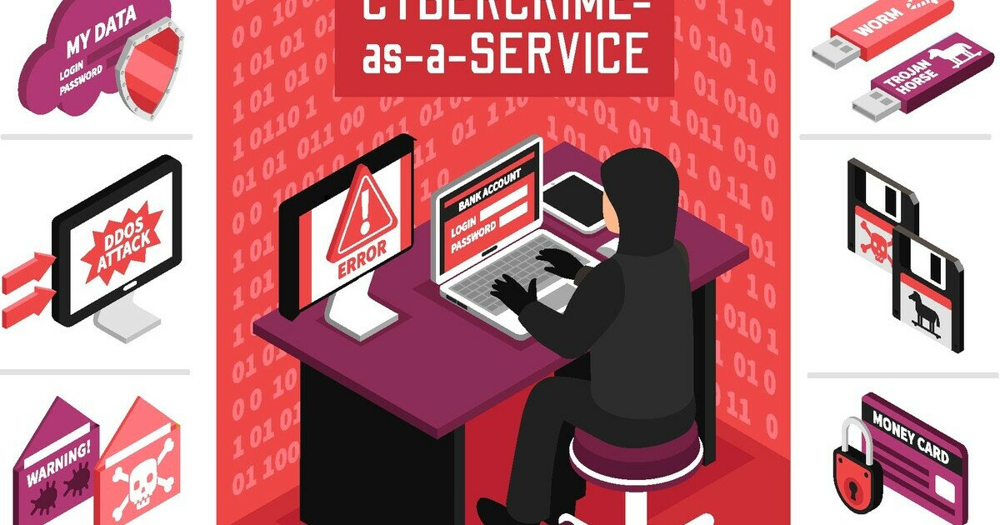 CYBERCRIME-
as-a-SERVICE
MY DATA
LOGIN
PASSWORD
DDOS
ATTACK
WARNING!
ERROR
BANK ACCOUNT
LOGIN
PASSWORD
WORM
TROJAN
HORSE
MONEY CARD